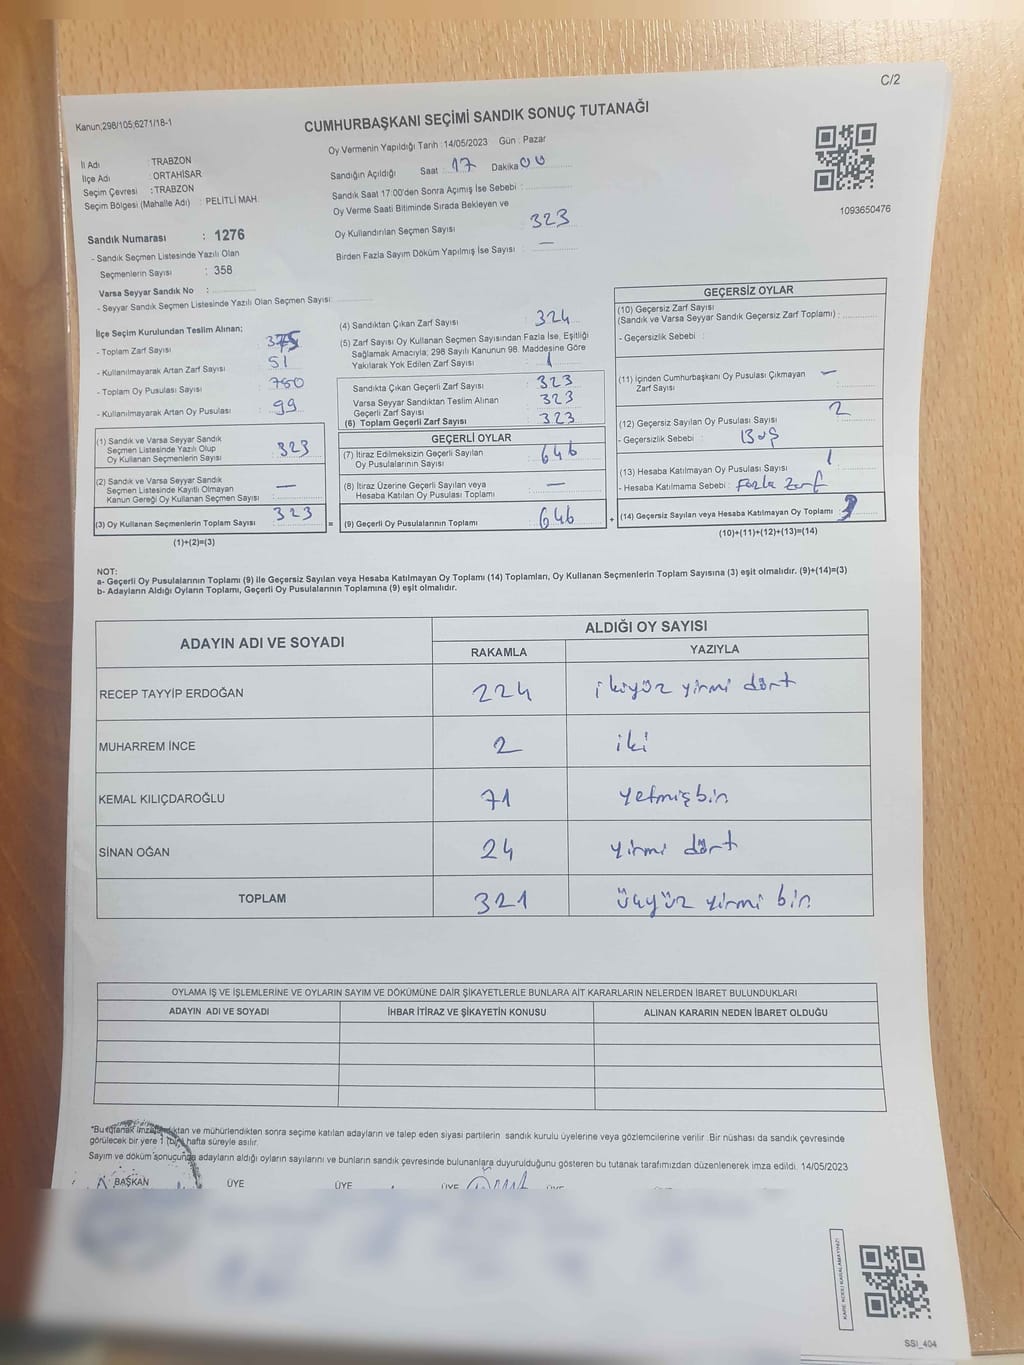 C/2
Kanun;298/105;6271/18-1
CUMHURBAŞKANI SEÇİMİ SANDIK SONUÇ TUTANAĞI
İl Adı : TRABZON
İlçe Adı : ORTAHİSAR
Seçim Çevresi : TRABZON
Seçim Bölgesi (Mahalle Adı) : PELİTLİ MAH.
Sandık Numarası : 1276
- Sandık Seçmen Listesinde Yazılı Olan
Seçmenlerin Sayısı : 358
Varsa Seyyar Sandık No :
- Seyyar Sandık Seçmen Listesinde Yazılı Olan Seçmen Sayısı:
Oy Vermenin Yapıldığı Tarih : 14/05/2023 Gün : Pazar
Sandığın Açıldığı Saat : 17 Dakika 00
Sandık Saat 17:00'den Sonra Açımış İse Sebebi :
Oy Verme Saati Bitiminde Sırada Bekleyen ve
Oy Kullandırılan Seçmen Sayısı : 323
Birden Fazla Sayım Döküm Yapılmış İse Sayısı : —
1093650476
İlçe Seçim Kurulundan Teslim Alınan;
- Toplam Zarf Sayısı : 375
- Kullanılmayarak Artan Zarf Sayısı : 51
- Toplam Oy Pusulası Sayısı : 750
- Kullanılmayarak Artan Oy Pusulası : 99
(1) Sandık ve Varsa Seyyar Sandık
Seçmen Listesinde Yazılı Olup
Oy Kullanan Seçmenlerin Sayısı : 323
(2) Sandık ve Varsa Seyyar Sandık
Seçmen Listesinde Kayıtlı Olmayan
Kanun Gereği Oy Kullanan Seçmen Sayısı : —
(3) Oy Kullanan Seçmenlerin Toplam Sayısı : 323 =
(1)+(2)=(3)
(4) Sandıktan Çıkan Zarf Sayısı : 324
(5) Zarf Sayısı Oy Kullanan Seçmen Sayısından Fazla İse, Eşitliği
Sağlamak Amacıyla; 298 Sayılı Kanunun 98. Maddesine Göre
Yakılarak Yok Edilen Zarf Sayısı : 1
Sandıkta Çıkan Geçerli Zarf Sayısı : 323
Varsa Seyyar Sandıktan Teslim Alınan
Geçerli Zarf Sayısı : 323
(6) Toplam Geçerli Zarf Sayısı : 323
GEÇERLİ OYLAR
(7) İtiraz Edilmeksizin Geçerli Sayılan
Oy Pusulalarının Sayısı : 646
(8) İtiraz Üzerine Geçerli Sayılan veya
Hesaba Katılan Oy Pusulası Toplamı : —
(9) Geçerli Oy Pusulalarının Toplamı : 646 +
GEÇERSİZ OYLAR
(10) Geçersiz Zarf Sayısı
(Sandık ve Varsa Seyyar Sandık Geçersiz Zarf Toplamı) :
- Geçersizlik Sebebi :
(11) İçinden Cumhurbaşkanı Oy Pusulası Çıkmayan
Zarf Sayısı : —
(12) Geçersiz Sayılan Oy Pusulası Sayısı : 2
- Geçersizlik Sebebi : Boş
(13) Hesaba Katılmayan Oy Pusulası Sayısı : 1
- Hesaba Katılmama Sebebi : Fazla Zarf
(14) Geçersiz Sayılan veya Hesaba Katılmayan Oy Toplamı :
(10)+(11)+(12)+(13)=(14)
NOT:
a- Geçerli Oy Pusulalarının Toplamı (9) ile Geçersiz Sayılan veya Hesaba Katılmayan Oy Toplamı (14) Toplamları, Oy Kullanan Seçmenlerin Toplam Sayısına (3) eşit olmalıdır. (9)+(14)=(3)
b- Adayların Aldığı Oyların Toplamı, Geçerli Oy Pusulalarının Toplamına (9) eşit olmalıdır.
ADAYIN ADI VE SOYADI ALDIĞI OY SAYISI
RAKAMLA YAZIYLA
RECEP TAYYİP ERDOĞAN 224 ikiyüz yirmi dört
MUHARREM İNCE 2 iki
KEMAL KILIÇDAROĞLU 71 yetmişbir
SİNAN OĞAN 24 yirmi dört
TOPLAM 321 üçyüz yirmi bir
OYLAMA İŞ VE İŞLEMLERİNE VE OYLARIN SAYIM VE DÖKÜMÜNE DAİR ŞİKAYETLERLE BUNLARA AİT KARARLARIN NELERDEN İBARET BULUNDUKLARI
ADAYIN ADI VE SOYADI İHBAR İTİRAZ VE ŞİKAYETİN KONUSU ALINAN KARARIN NEDEN İBARET OLDUĞU
*Bu tutanak imzalandıktan ve mühürlendikten sonra seçime katılan adayların ve talep eden siyasi partilerin sandık kurulu üyelerine veya gözlemcilerine verilir. Bir nüshası da sandık çevresinde
görülecek bir yere 1 (bir) hafta süreyle asılır.
Sayım ve döküm sonucunda adayların aldığı oyların sayılarını ve bunların sandık çevresinde bulunanlara duyurulduğunu gösteren bu tutanak tarafımızdan düzenlenerek imza edildi. 14/05/2023
BAŞKAN ÜYE ÜYE ÜYE ÜYE
KARE KODU KARALAMAYINIZ!
SSI_404